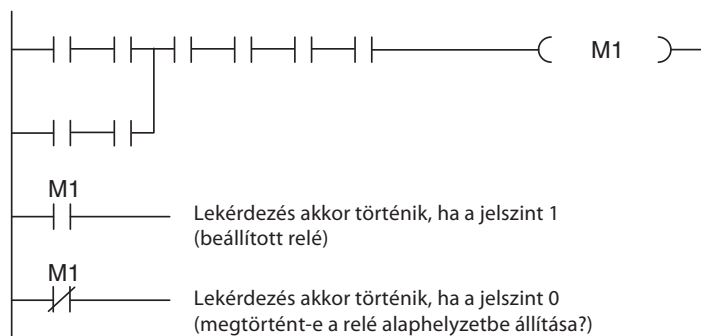 M1
M1
Lekérdezés akkor történik, ha a jelszint 1
(beállított relé)
M1
Lekérdezés akkor történik, ha a jelszint 0
(megtörtént-e a relé alaphelyzetbe állítása?)